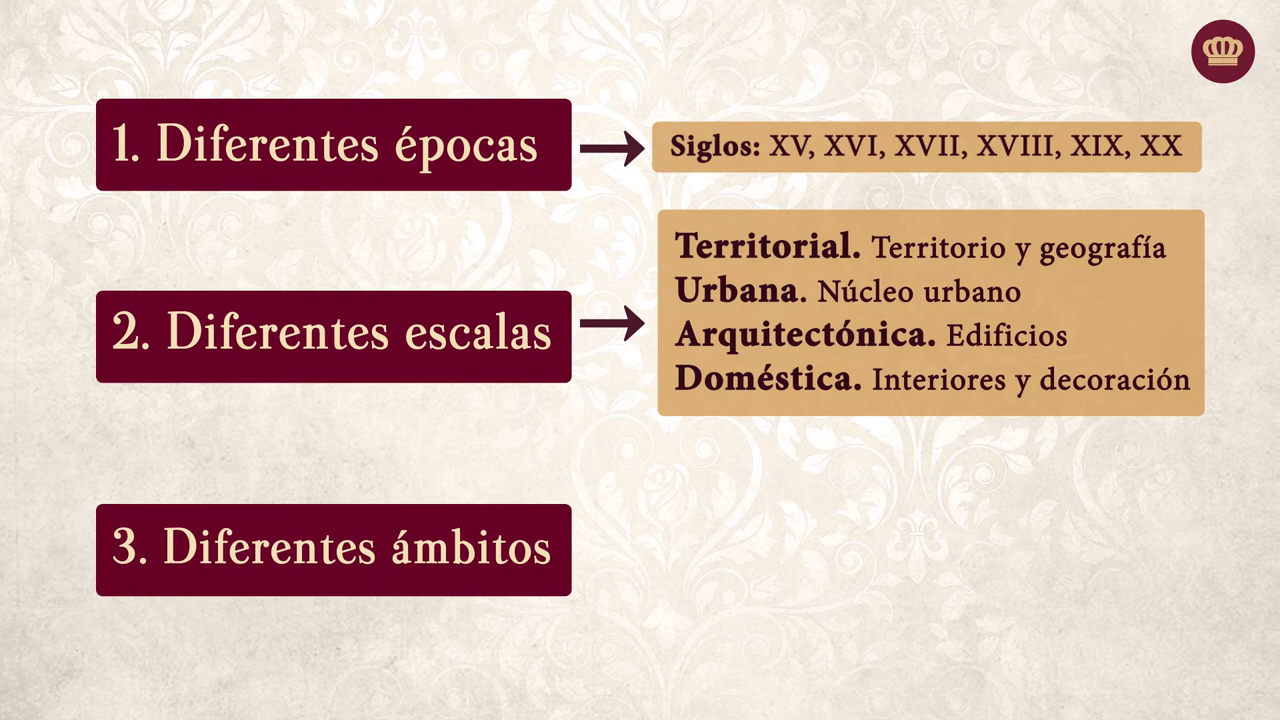 1. Diferentes épocas
Siglos: XV, XVI, XVII, XVIII, XIX, XX
2. Diferentes escalas
Territorial. Territorio y geografía
Urbana. Núcleo urbano
Arquitectónica. Edificios
Doméstica. Interiores y decoración
3. Diferentes ámbitos